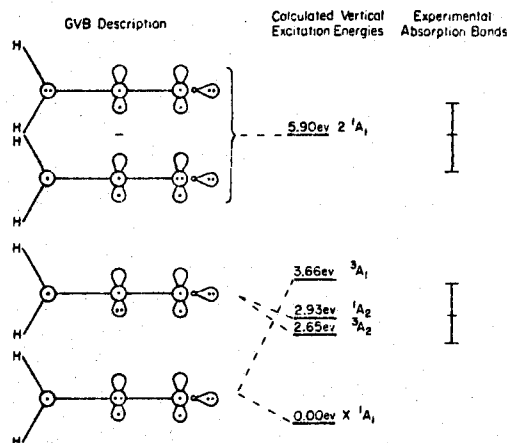 GVB Description
Calculated Vertical
Excitation Energies
Experimental
Absorption Bands
H
H
H
H
5.90ev 2 ¹A₁
H
H
3.66ev ³A₁
2.93ev ¹A₂
2.65ev ³A₂
H
H
0.00ev X ¹A₁